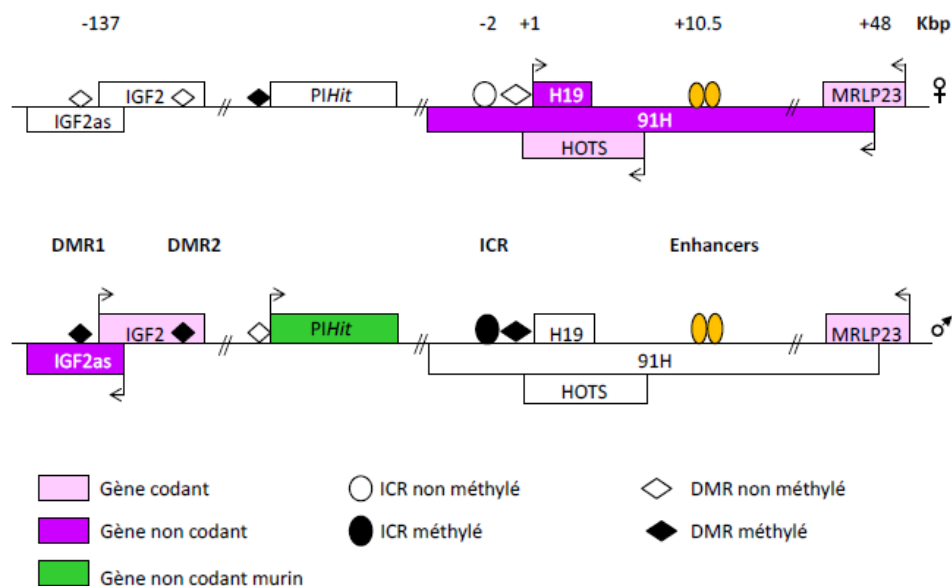 -137 -2 +1 +10.5 +48 Kbp
IGF2 PIHit H19 MRLP23 ♀
IGF2as 91H
HOTS
DMR1 DMR2 ICR Enhancers
IGF2 PIHit H19 MRLP23 ♂
IGF2as 91H
HOTS
Gène codant ICR non méthylé DMR non méthylé
Gène non codant ICR méthylé DMR méthylé
Gène non codant murin